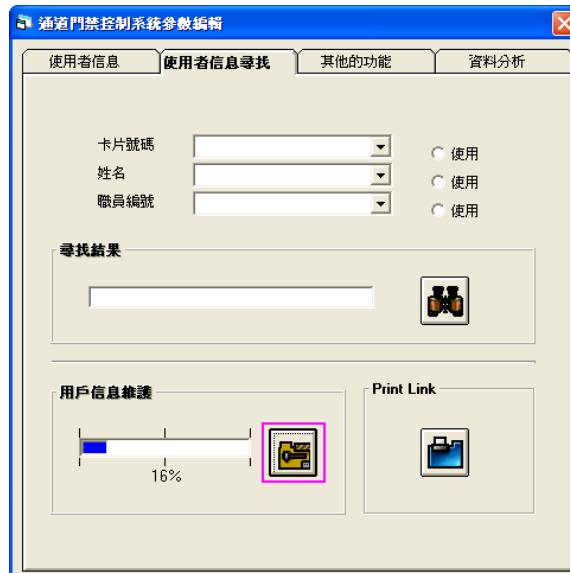 通道門禁控制系統參數編輯
使用者信息 使用者信息尋找 其他的功能 資料分析
卡片號碼 使用
姓名 使用
職員編號 使用
尋找結果
用戶信息維護 Print Link
16%